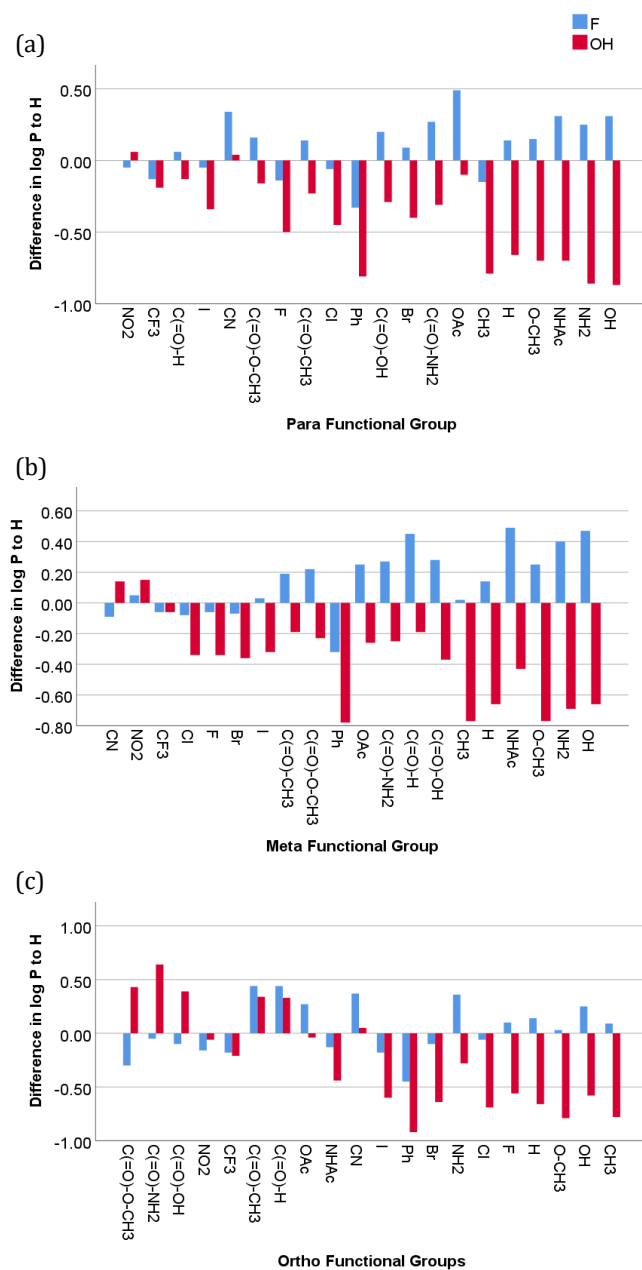 (a)
F
OH
Difference in log P to H
0.50
0.00
-0.50
-1.00
NO2
CF3
C(=O)-H
I
CN
C(=O)-O-CH3
F
C(=O)-CH3
Cl
Ph
C(=O)-OH
Br
C(=O)-NH2
OAc
CH3
H
O-CH3
NHAc
NH2
OH
Para Functional Group
(b)
Difference in log P to H
0.60
0.40
0.20
0.00
-0.20
-0.40
-0.60
-0.80
CN
NO2
CF3
Cl
F
Br
I
C(=O)-CH3
C(=O)-O-CH3
Ph
OAc
C(=O)-NH2
C(=O)-H
C(=O)-OH
CH3
H
NHAc
O-CH3
NH2
OH
Meta Functional Group
(c)
Difference in log P to H
1.00
0.50
0.00
-0.50
-1.00
C(=O)-O-CH3
C(=O)-NH2
C(=O)-OH
NO2
CF3
C(=O)-CH3
C(=O)-H
OAc
NHAc
CN
I
Ph
Br
NH2
Cl
F
H
O-CH3
OH
CH3
Ortho Functional Groups